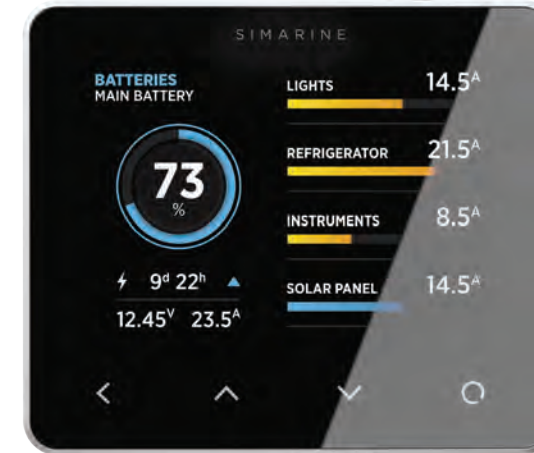 SIMARINE
BATTERIES
MAIN BATTERY
73
%
9d 22h
12.45V 23.5A
LIGHTS 14.5A
REFRIGERATOR 21.5A
INSTRUMENTS 8.5A
SOLAR PANEL 14.5A